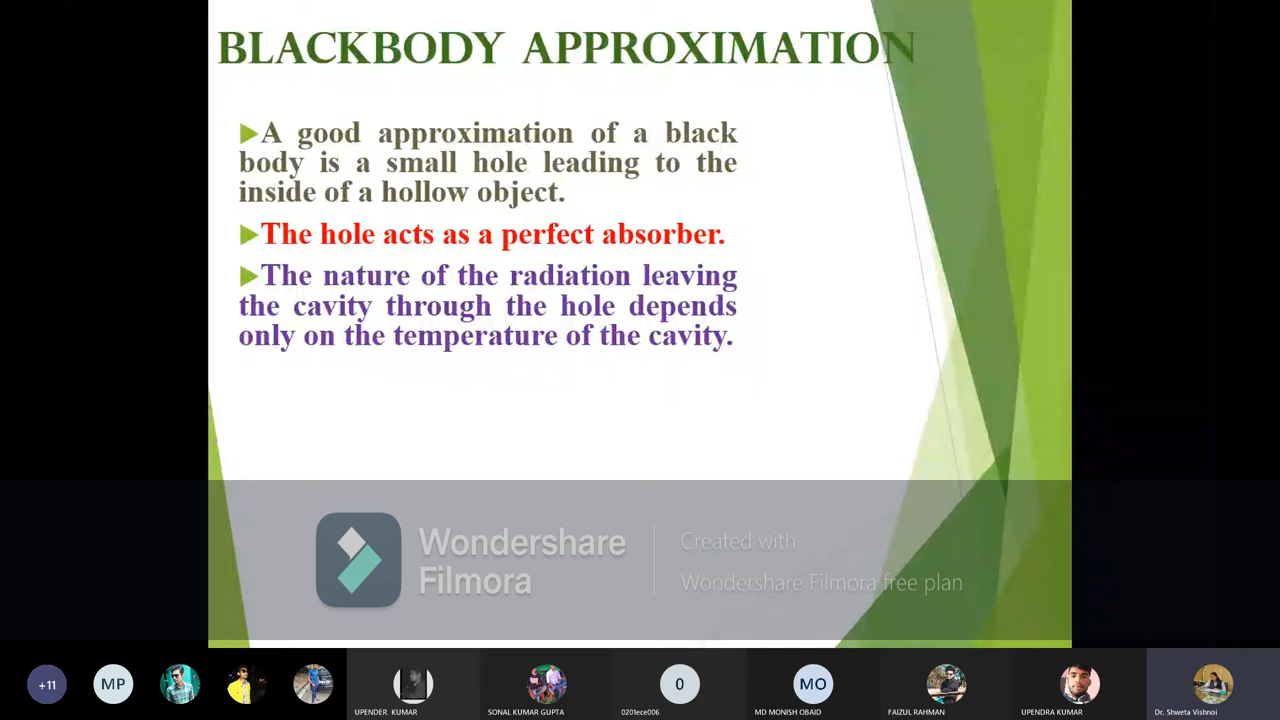 BLACKBODY APPROXIMATION
A good approximation of a black
body is a small hole leading to the
inside of a hollow object.
The hole acts as a perfect absorber.
The nature of the radiation leaving
the cavity through the hole depends
only on the temperature of the cavity.
Wondershare
Filmora
Created with
Wondershare Filmora free plan
+11
MP
0
MO
UPENDER KUMAR
SONAL KUMAR GUPTA
0201ece006
MD MONISH OBAID
FAIZUL RAHMAN
UPENDRA KUMAR
Dr. Shweta Vishnoi